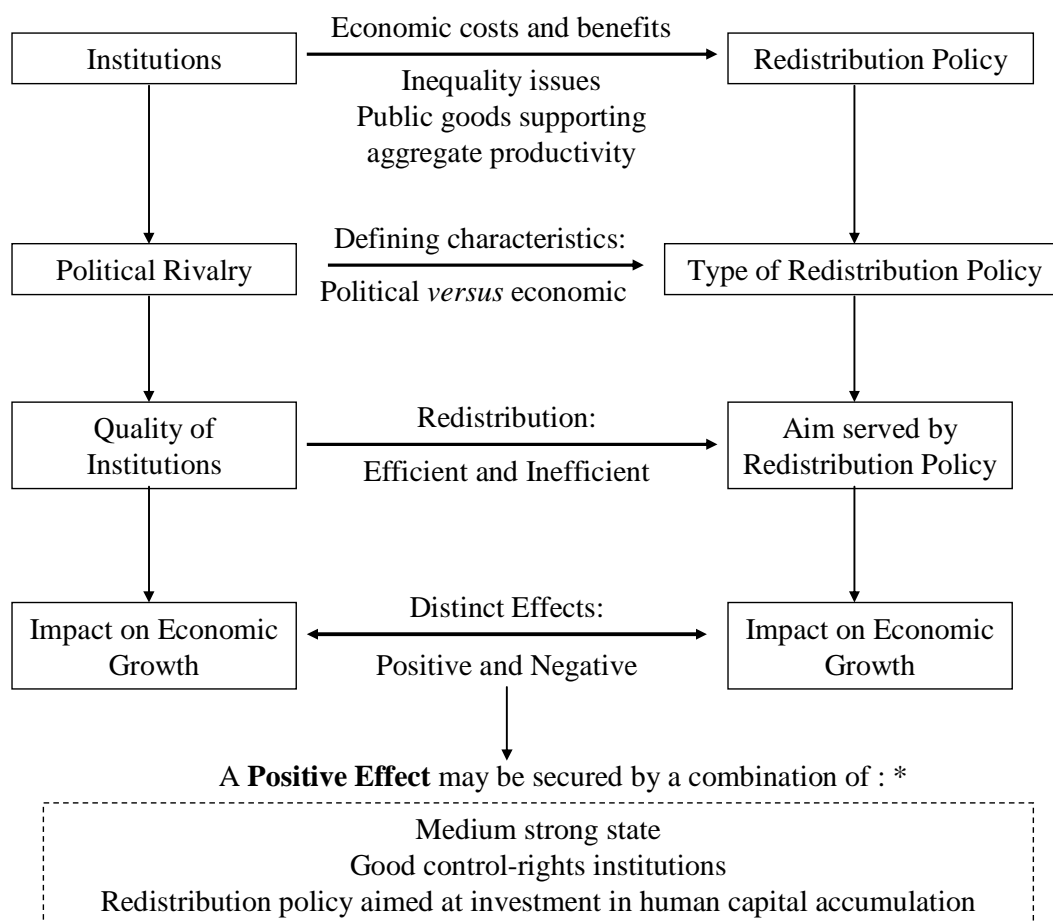 Institutions
Economic costs and benefits
Inequality issues
Public goods supporting
aggregate productivity
Redistribution Policy
Political Rivalry
Defining characteristics:
Political versus economic
Type of Redistribution Policy
Quality of
Institutions
Redistribution:
Efficient and Inefficient
Aim served by
Redistribution Policy
Impact on Economic
Growth
Distinct Effects:
Positive and Negative
Impact on Economic
Growth
A Positive Effect may be secured by a combination of : *
Medium strong state
Good control-rights institutions
Redistribution policy aimed at investment in human capital accumulation